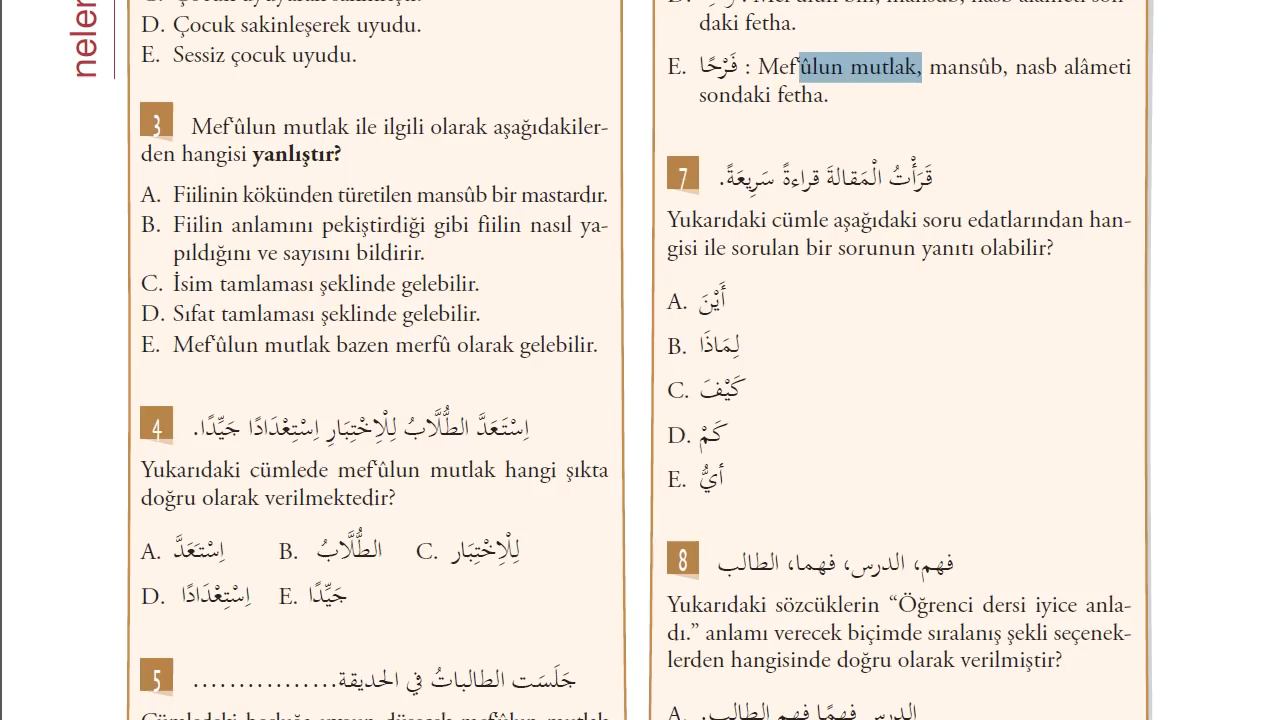 neler
D. Çocuk sakinleşerek uyudu.
E. Sessiz çocuk uyudu.
3 Mef‘ûlun mutlak ile ilgili olarak aşağıdakiler-
den hangisi yanlıştır?
A. Fiilinin kökünden türetilen mansûb bir mastardır.
B. Fiilin anlamını pekiştirdiği gibi fiilin nasıl ya-
pıldığını ve sayısını bildirir.
C. İsim tamlaması şeklinde gelebilir.
D. Sıfat tamlaması şeklinde gelebilir.
E. Mef‘ûlun mutlak bazen merfû olarak gelebilir.
4 اِسْتَعَدَّ الطُّلَّابُ لِلْاِخْتِبَارِ اِسْتِعْدَادًا جَيِّدًا.
Yukarıdaki cümlede mef‘ûlun mutlak hangi şıkta
doğru olarak verilmektedir?
A. اِسْتَعَدَّ B. الطُّلَّابُ C. لِلْاِخْتِبَار
D. اِسْتِعْدَادًا E. جَيِّدًا
5 جَلَسَت الطالباتُ في الحديقة................
daki fetha.
E. فَرْحًا : Mef‘ûlun mutlak, mansûb, nasb alâmeti
sondaki fetha.
7 قَرَأْتُ الْمَقالةَ قراءةً سَرِيعَةً.
Yukarıdaki cümle aşağıdaki soru edatlarından han-
gisi ile sorulan bir sorunun yanıtı olabilir?
A. أَيْنَ
B. لِمَاذَا
C. كَيْفَ
D. كَمْ
E. أيُّ
8 فهم، الدرس، فهما، الطالب
Yukarıdaki sözcüklerin “Öğrenci dersi iyice anla-
dı.” anlamı verecek biçimde sıralanış şekli seçenek-
lerden hangisinde doğru olarak verilmiştir?
A. الدرس فهمًا فهم الطالب.